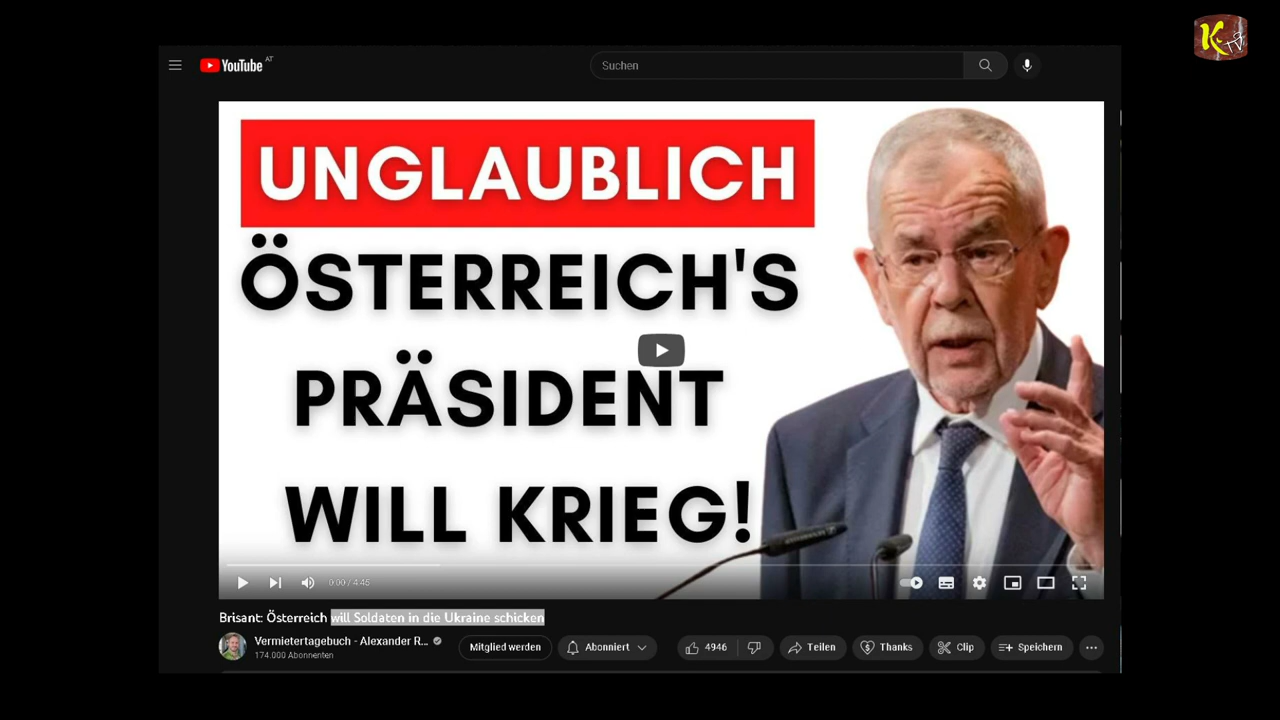 K
TV
YouTube AT
Suchen
UNGLAUBLICH
ÖSTERREICH'S
PRÄSIDENT
WILL KRIEG!
0:00 / 4:45
Brisant: Österreich will Soldaten in die Ukraine schicken
Vermietertagebuch - Alexander R...
174.000 Abonnenten
Mitglied werden
Abonniert
4946
Teilen
Thanks
Clip
Speichern